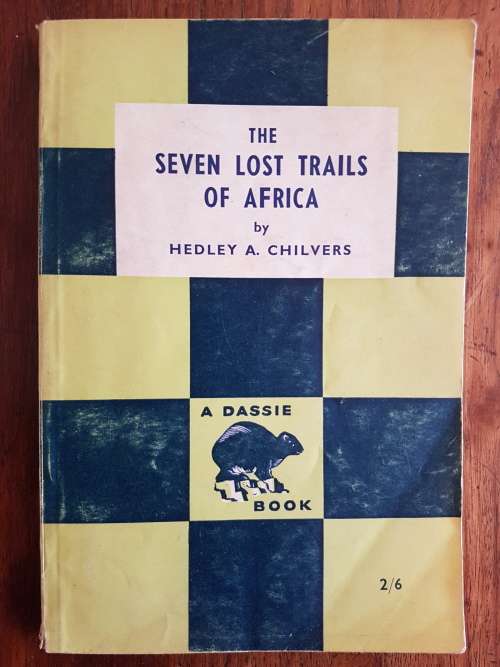 THE
SEVEN LOST TRAILS
OF AFRICA
by
HEDLEY A. CHILVERS
A DASSIE
BOOK
2/6